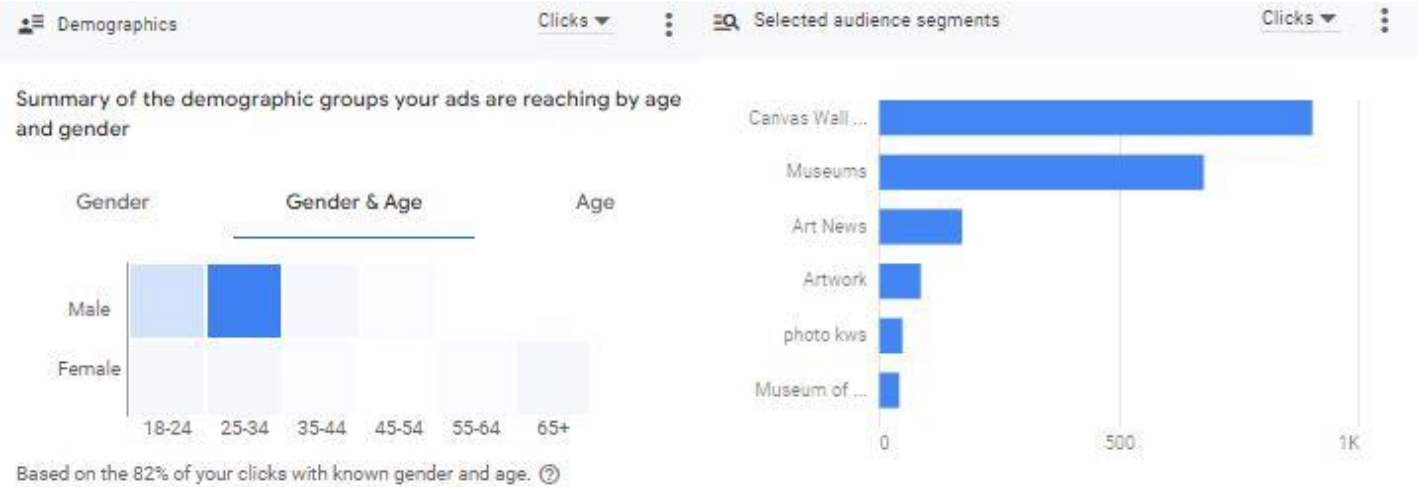 Demographics
Clicks
Summary of the demographic groups your ads are reaching by age
and gender
Gender
Gender & Age
Age
Male
Female
18-24 25-34 35-44 45-54 55-64 65+
Based on the 82% of your clicks with known gender and age.
Selected audience segments
Clicks
Canvas Wall ...
Museums
Art News
Artwork
photo kws
Museum of ...
0 500 1K